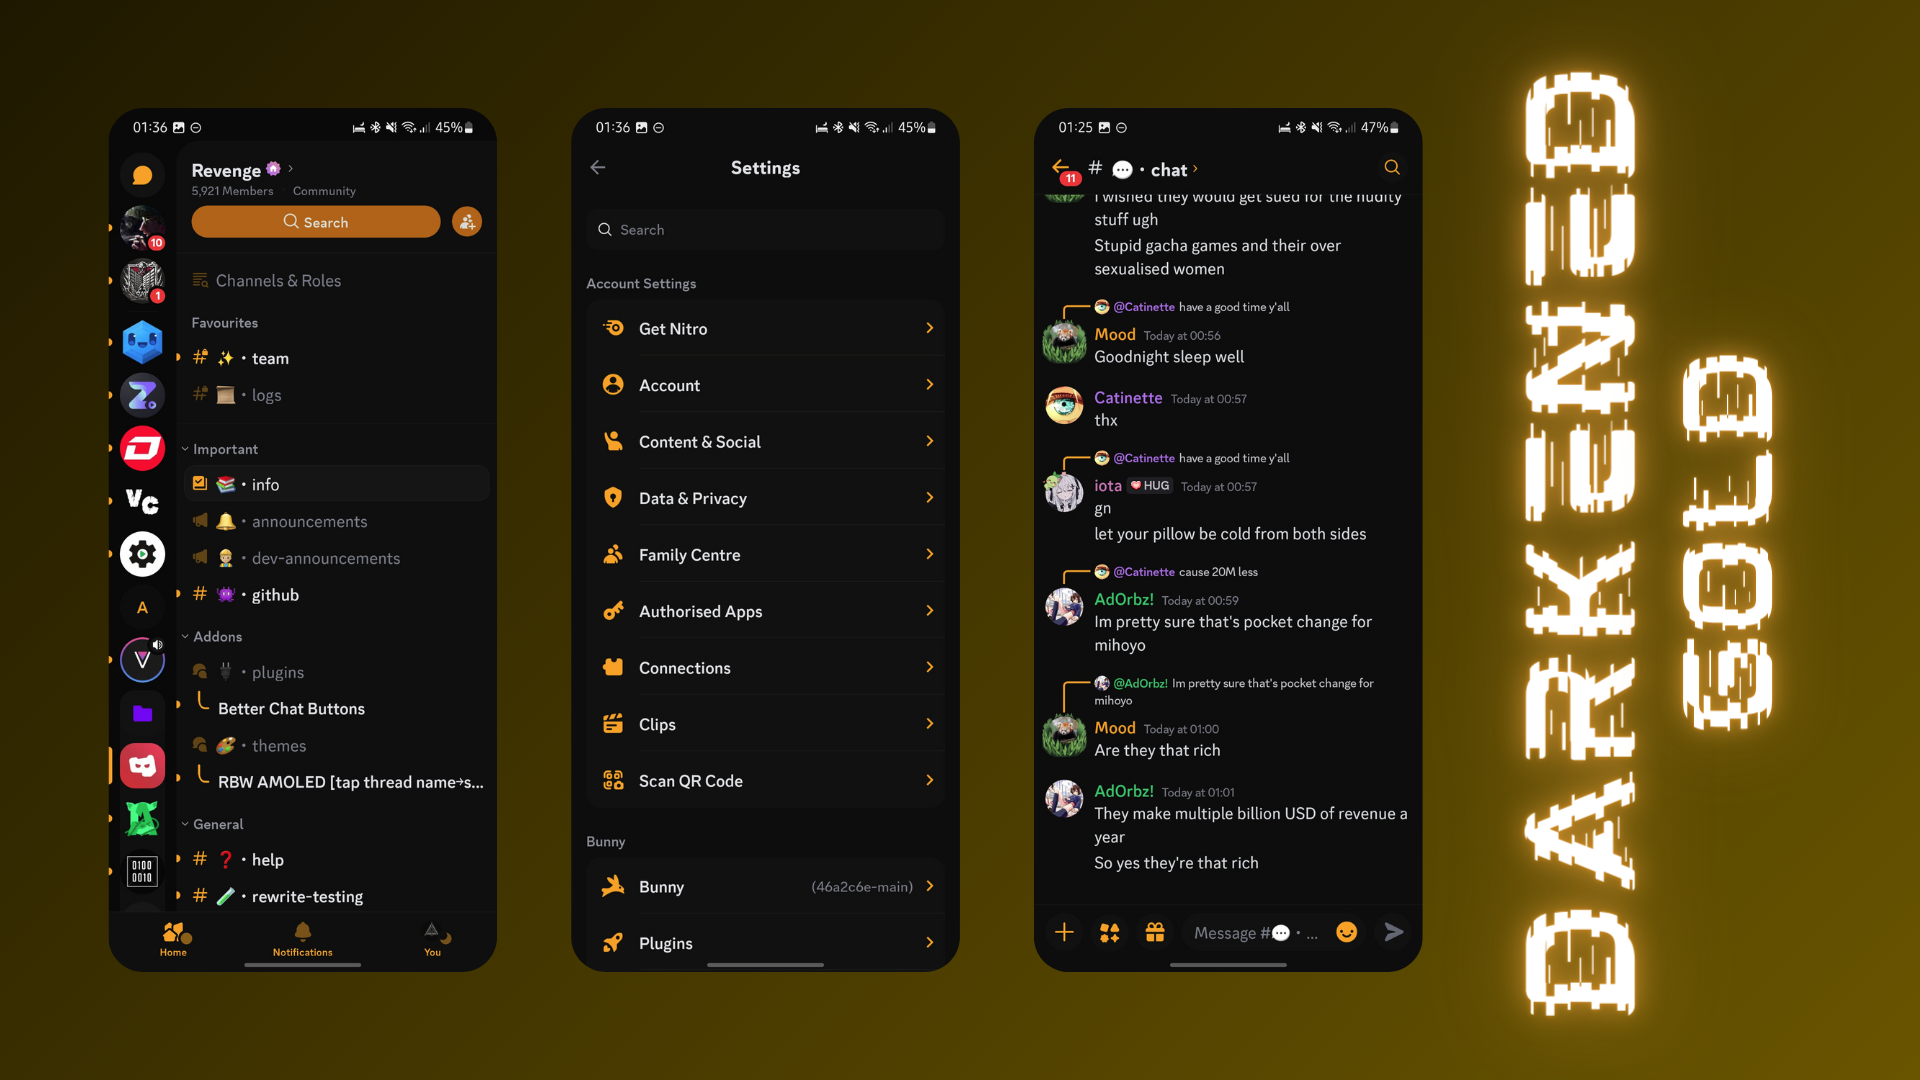 01:36
45%
Revenge
5,921 Members
Community
Search
Channels & Roles
Favourites
team
logs
Important
info
announcements
dev-announcements
github
Addons
plugins
Better Chat Buttons
themes
RBW AMOLED [tap thread name→s...
General
help
rewrite-testing
Home
Notifications
You
10
1
VC
A
0100
0010
01:36
45%
Settings
Search
Account Settings
Get Nitro
Account
Content & Social
Data & Privacy
Family Centre
Authorised Apps
Connections
Clips
Scan QR Code
Bunny
Bunny
(46a2c6e-main)
Plugins
01:25
47%
11
# 💬 • chat
I wished they would get sued for the nudity
stuff ugh
Stupid gacha games and their over
sexualised women
@Catinette have a good time y'all
Mood Today at 00:56
Goodnight sleep well
Catinette Today at 00:57
thx
@Catinette have a good time y'all
iota HUG Today at 00:57
gn
let your pillow be cold from both sides
@Catinette cause 20M less
AdOrbz! Today at 00:59
Im pretty sure that's pocket change for
mihoyo
@AdOrbz! Im pretty sure that's pocket change for
mihoyo
Mood Today at 01:00
Are they that rich
AdOrbz! Today at 01:01
They make multiple billion USD of revenue a
year
So yes they're that rich
Message #💬 • ...
DARKENED
GOLD